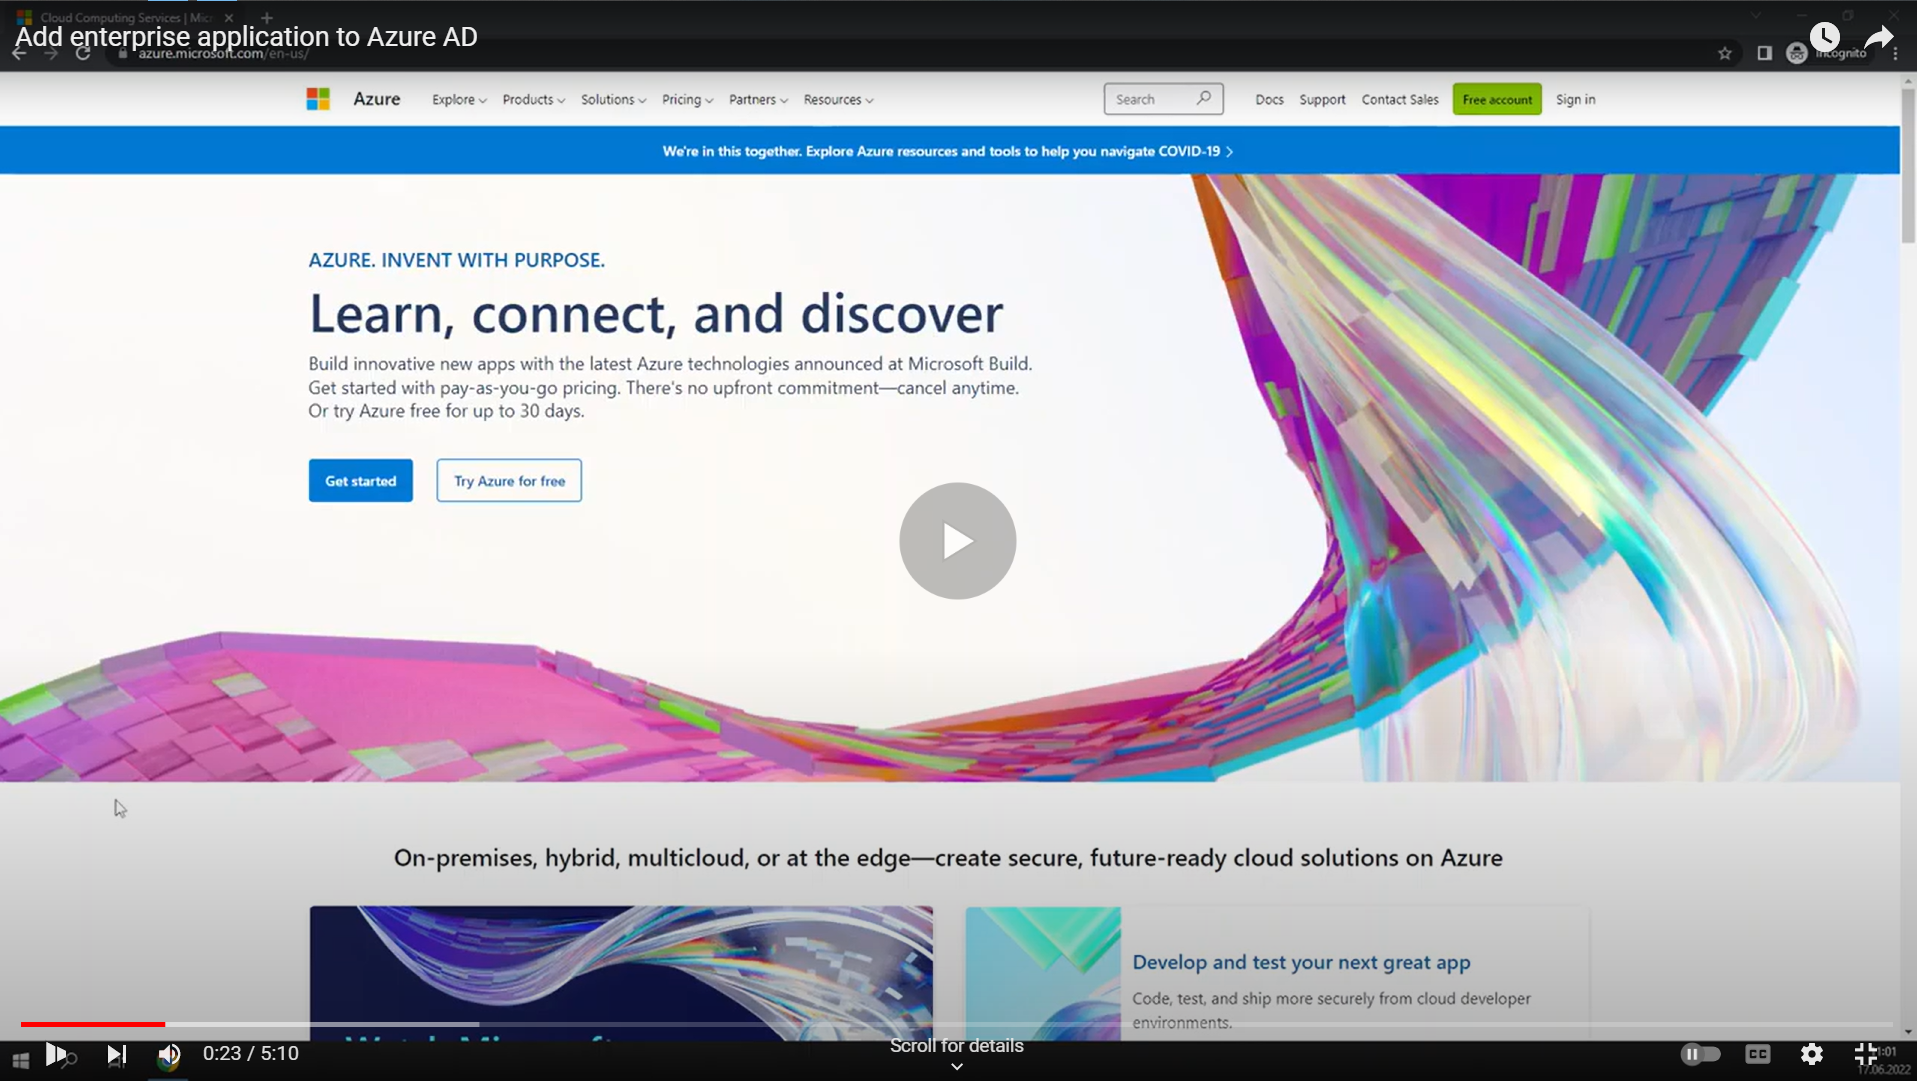 Cloud Computing Services | Micr
Add enterprise application to Azure AD
azure.microsoft.com/en-us/
Incognito
Azure
Explore
Products
Solutions
Pricing
Partners
Resources
Search
Docs
Support
Contact Sales
Free account
Sign in
We're in this together. Explore Azure resources and tools to help you navigate COVID-19 >
AZURE. INVENT WITH PURPOSE.
Learn, connect, and discover
Build innovative new apps with the latest Azure technologies announced at Microsoft Build.
Get started with pay-as-you-go pricing. There's no upfront commitment—cancel anytime.
Or try Azure free for up to 30 days.
Get started
Try Azure for free
On-premises, hybrid, multicloud, or at the edge—create secure, future-ready cloud solutions on Azure
Develop and test your next great app
Code, test, and ship more securely from cloud developer
environments.
0:23 / 5:10
Scroll for details
CC
17.06.2022